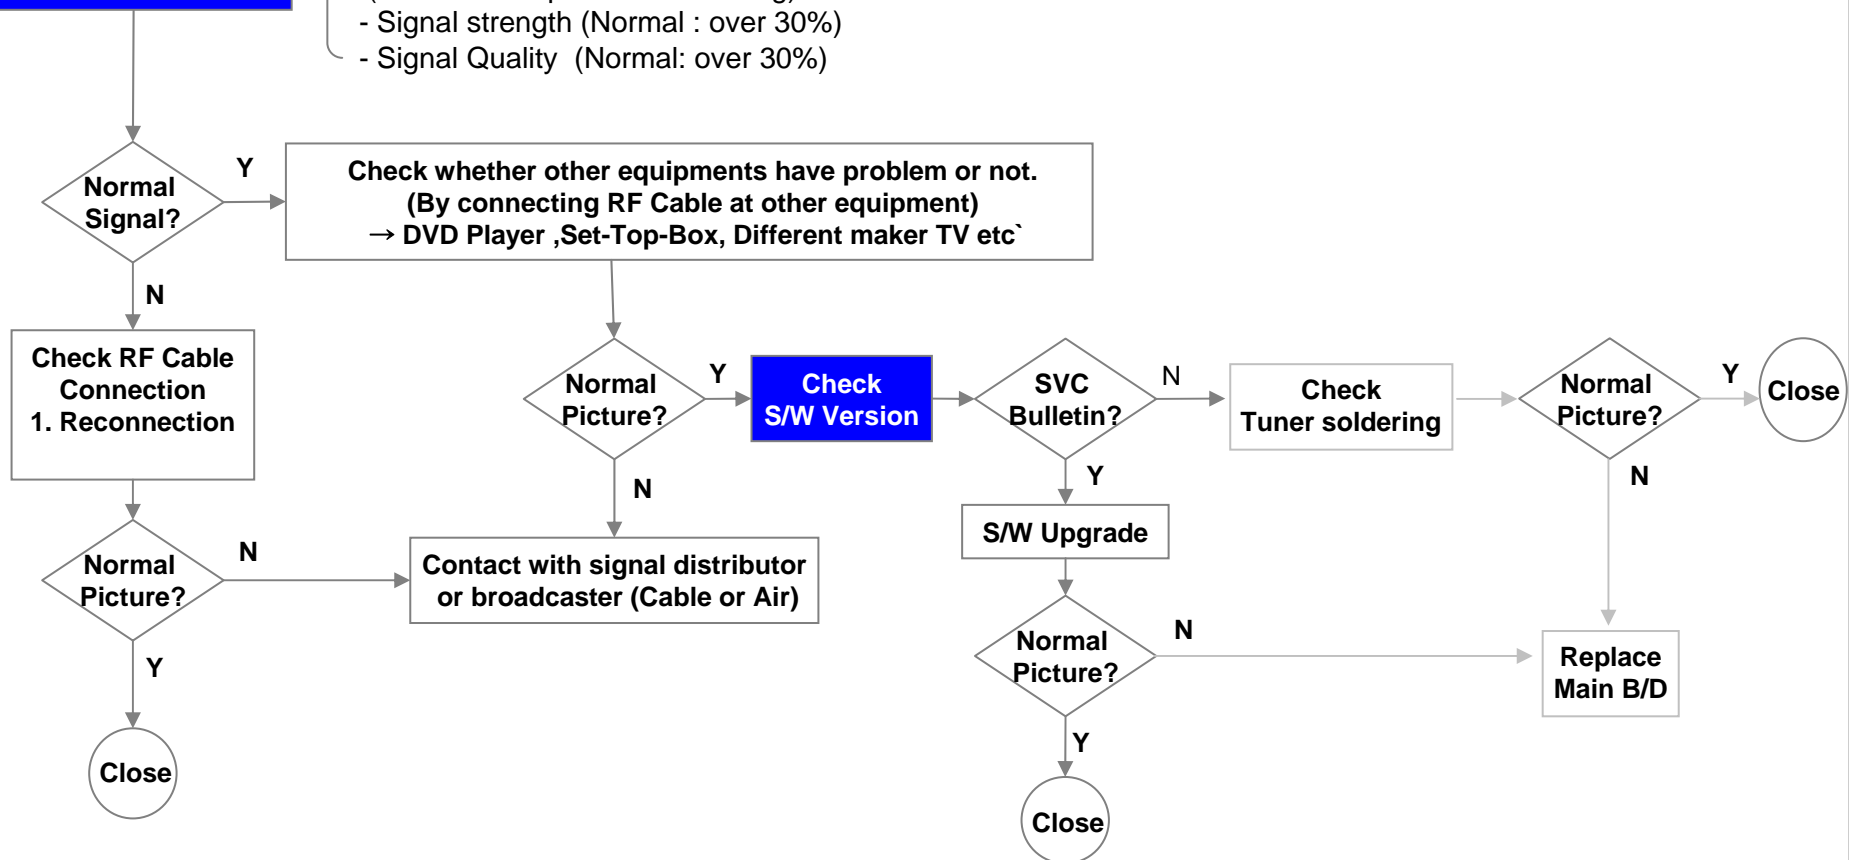 - Signal strength (Normal : over 30%)
- Signal Quality (Normal: over 30%)
Normal
Signal?
Y
Check whether other equipments have problem or not.
(By connecting RF Cable at other equipment)
→ DVD Player ,Set-Top-Box, Different maker TV etc`
N
Check RF Cable
Connection
1. Reconnection
Normal
Picture?
Y
Check
S/W Version
SVC
Bulletin?
N
Check
Tuner soldering
Normal
Picture?
Y
Close
N
Y
N
S/W Upgrade
Normal
Picture?
N
Contact with signal distributor
or broadcaster (Cable or Air)
Normal
Picture?
N
Replace
Main B/D
Y
Y
Close
Close